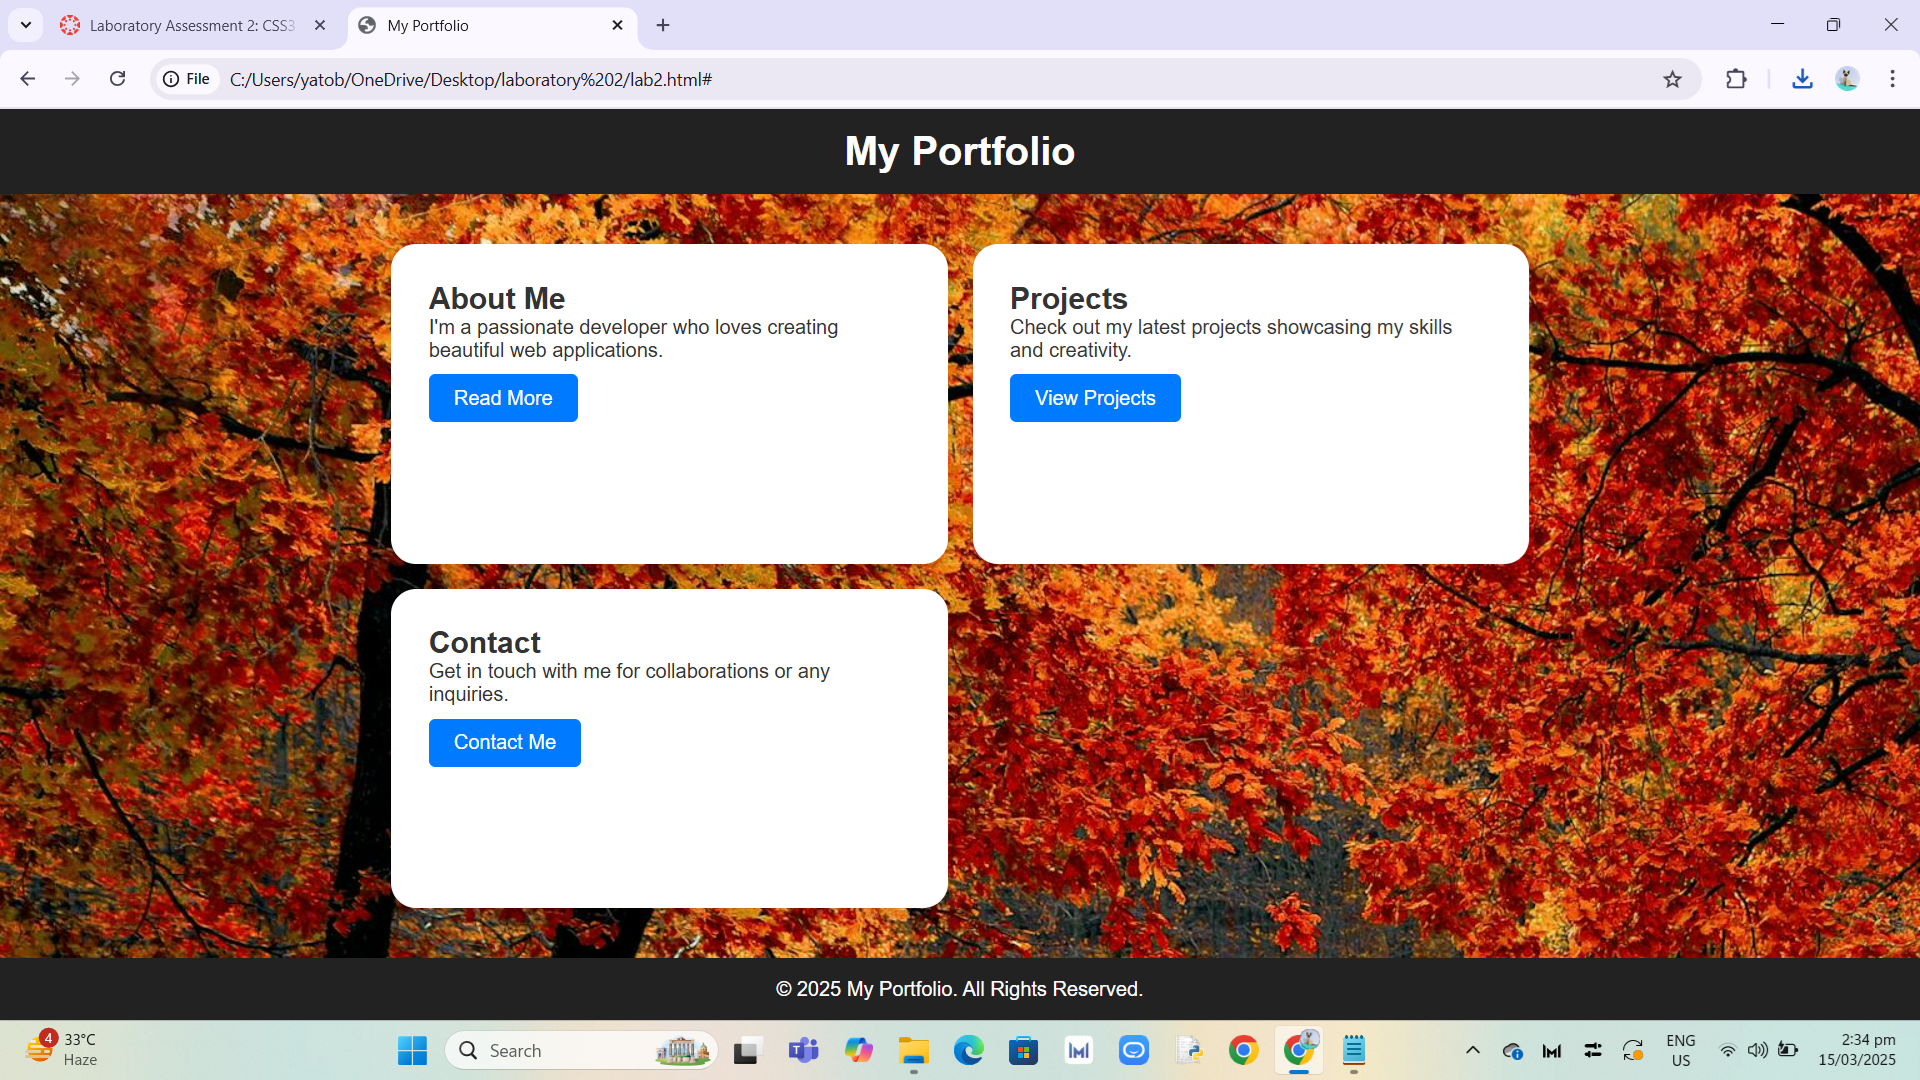 Laboratory Assessment 2: CSS3
My Portfolio
File
C:/Users/yatob/OneDrive/Desktop/laboratory%202/lab2.html#
My Portfolio
About Me
I'm a passionate developer who loves creating
beautiful web applications.
Read More
Projects
Check out my latest projects showcasing my skills
and creativity.
View Projects
Contact
Get in touch with me for collaborations or any
inquiries.
Contact Me
© 2025 My Portfolio. All Rights Reserved.
4
33°C
Haze
Search
ENG
US
2:34 pm
15/03/2025